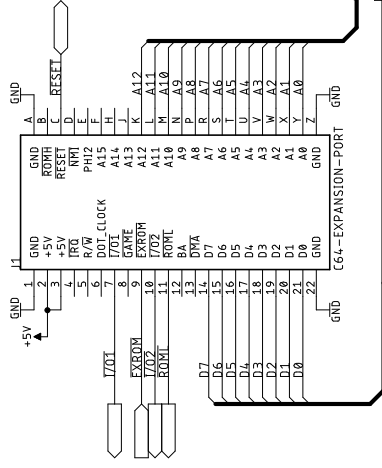 GND J1 GND
+5V
1 GND GND A
2 +5V ROMH B
3 +5V RESET C RESET
4 IRQ NMI D
5 R/W PHI2 E
6 DOT_CLOCK A15 F
I/O1 7 I/O1 A14 H
8 GAME A13 J
EXROM 9 EXROM A12 K A12
I/O2 10 I/O2 A11 L A11
ROML 11 ROML A10 M A10
12 BA A9 N A9
13 DMA A8 P A8
D7 14 D7 A7 R A7
D6 15 D6 A6 S A6
D5 16 D5 A5 T A5
D4 17 D4 A4 U A4
D3 18 D3 A3 V A3
D2 19 D2 A2 W A2
D1 20 D1 A1 X A1
D0 21 D0 A0 Y A0
22 GND GND Z
GND C64-EXPANSION-PORT GND